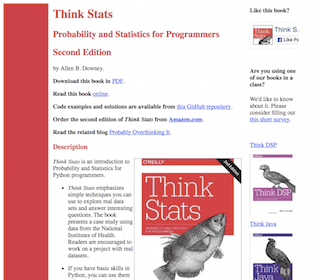 Think Stats
Probability and Statistics for Programmers
Second Edition
by Allen B. Downey.
Download this book in PDF.
Read this book online.
Code examples and solutions are available from this GitHub repository.
Order the second edition of Think Stats from Amazon.com.
Read the related blog Probably Overthinking It.
Description
Think Stats is an introduction to
Probability and Statistics for
Python programmers.
• Think Stats emphasizes
simple techniques you can
use to explore real data
sets and answer interesting
questions. The book
presents a case study using
data from the National
Institutes of Health.
Readers are encouraged to
work on a project with real
datasets.
• If you have basic skills in
Python, you can use them
O'REILLY
2nd Edition
Think
Stats
Like this book?
Think S
Are you using one
of our books in a
class?
We'd like to know
about it. Please
consider filling out
this short survey.
Think DSP
Think DSP
Think Java
Think
Java